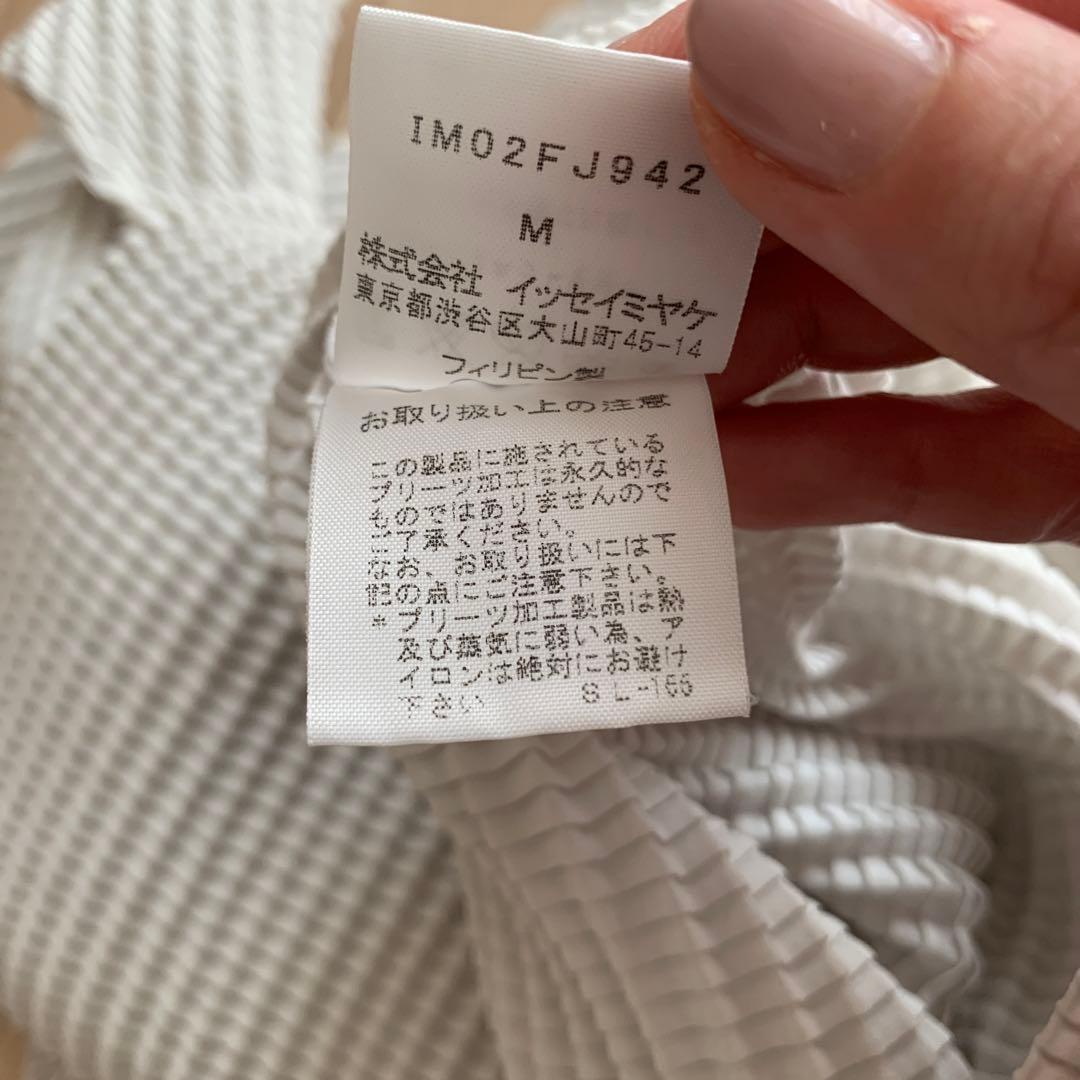 IM02FJ942
M
株式会社 イッセイミヤケ
東京都渋谷区大山町45-14
フィリピン製
お取り扱い上の注意
この製品に施されている
プリーツ加工は永久的な
ものではありませんので
ご了承ください。
なお、お取り扱いには下
記の点にご注意下さい。
*プリーツ加工製品は熱
及び蒸気に弱い為、ア
イロンは絶対にお避け
下さい SL-166